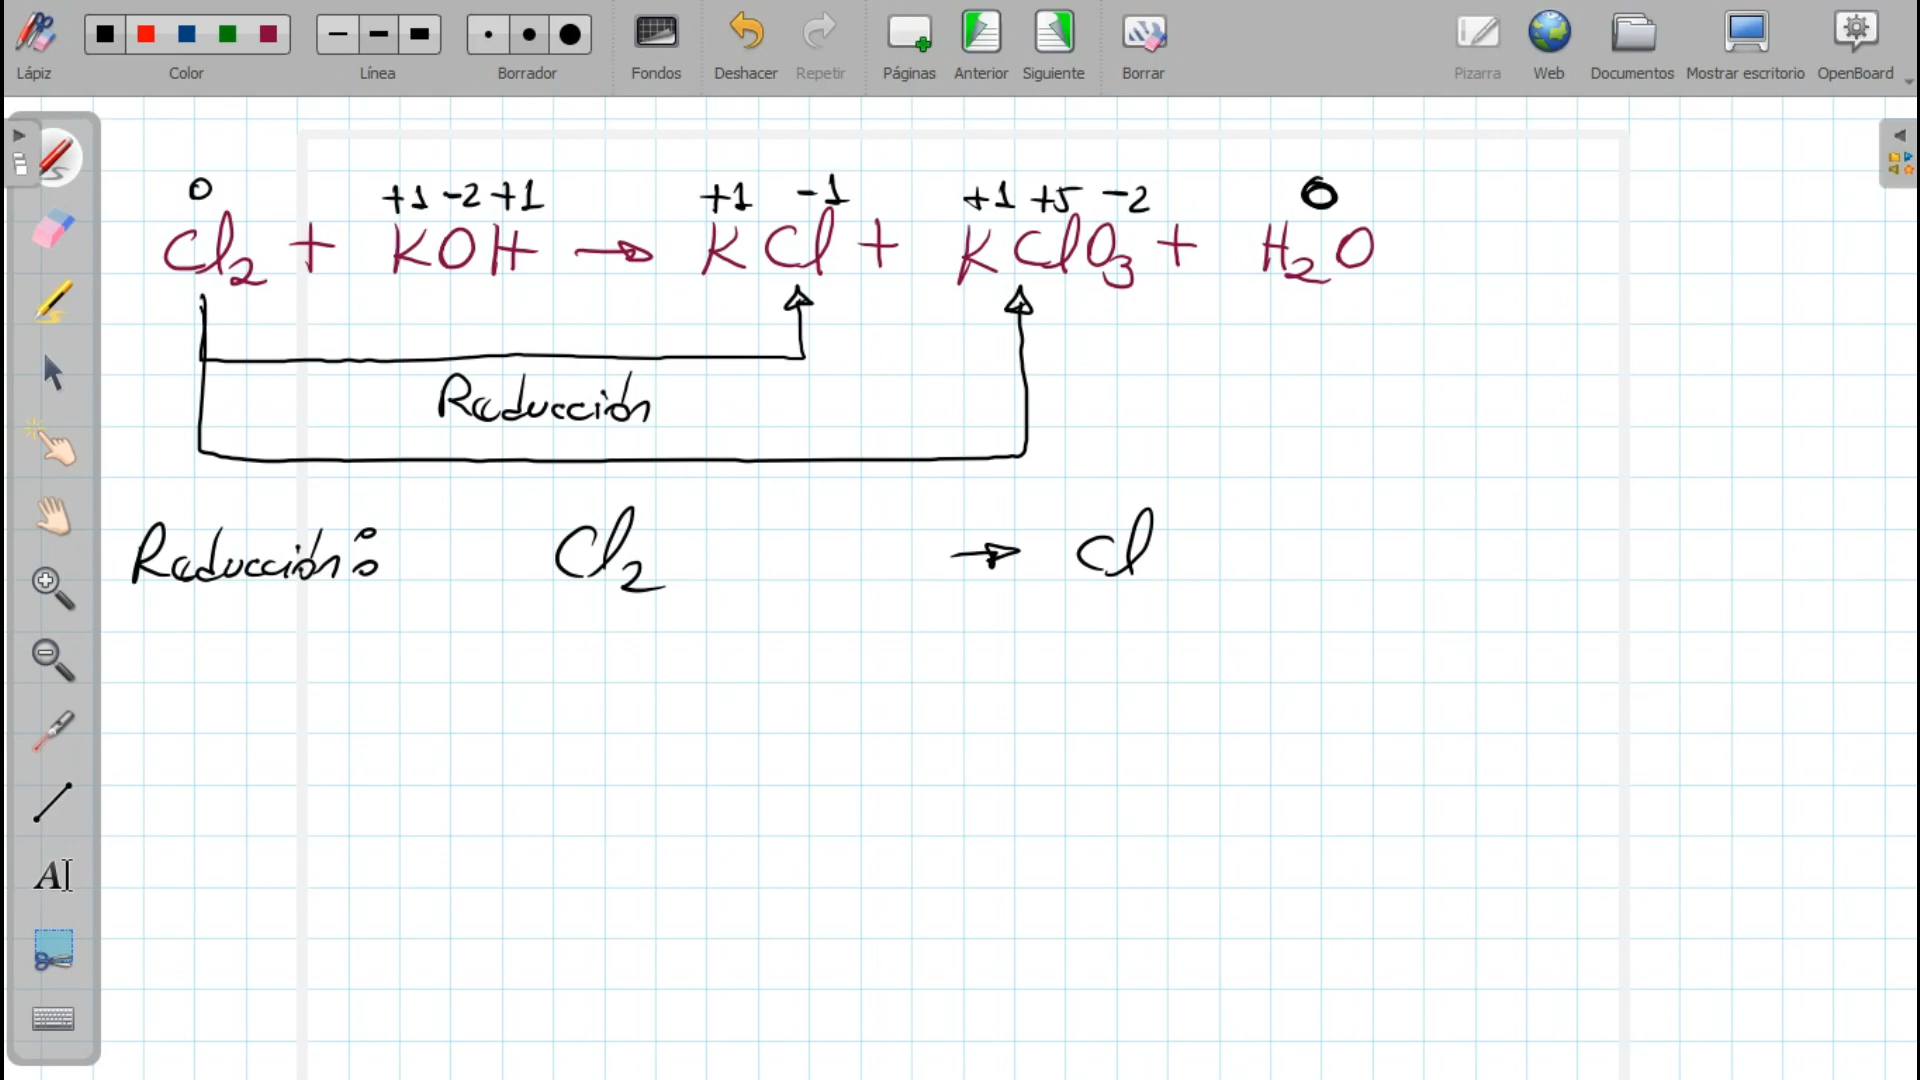 Lápiz Color Línea Borrador Fondos Deshacer Repetir Páginas Anterior Siguiente Borrar Pizarra Web Documentos Mostrar escritorio OpenBoard
0 +1 -2 +1 +1 -1 +1 +5 -2 0
Cl₂ + KOH → KCl + KClO₃ + H₂O
Reducción
Reducción: Cl₂ → Cl
A